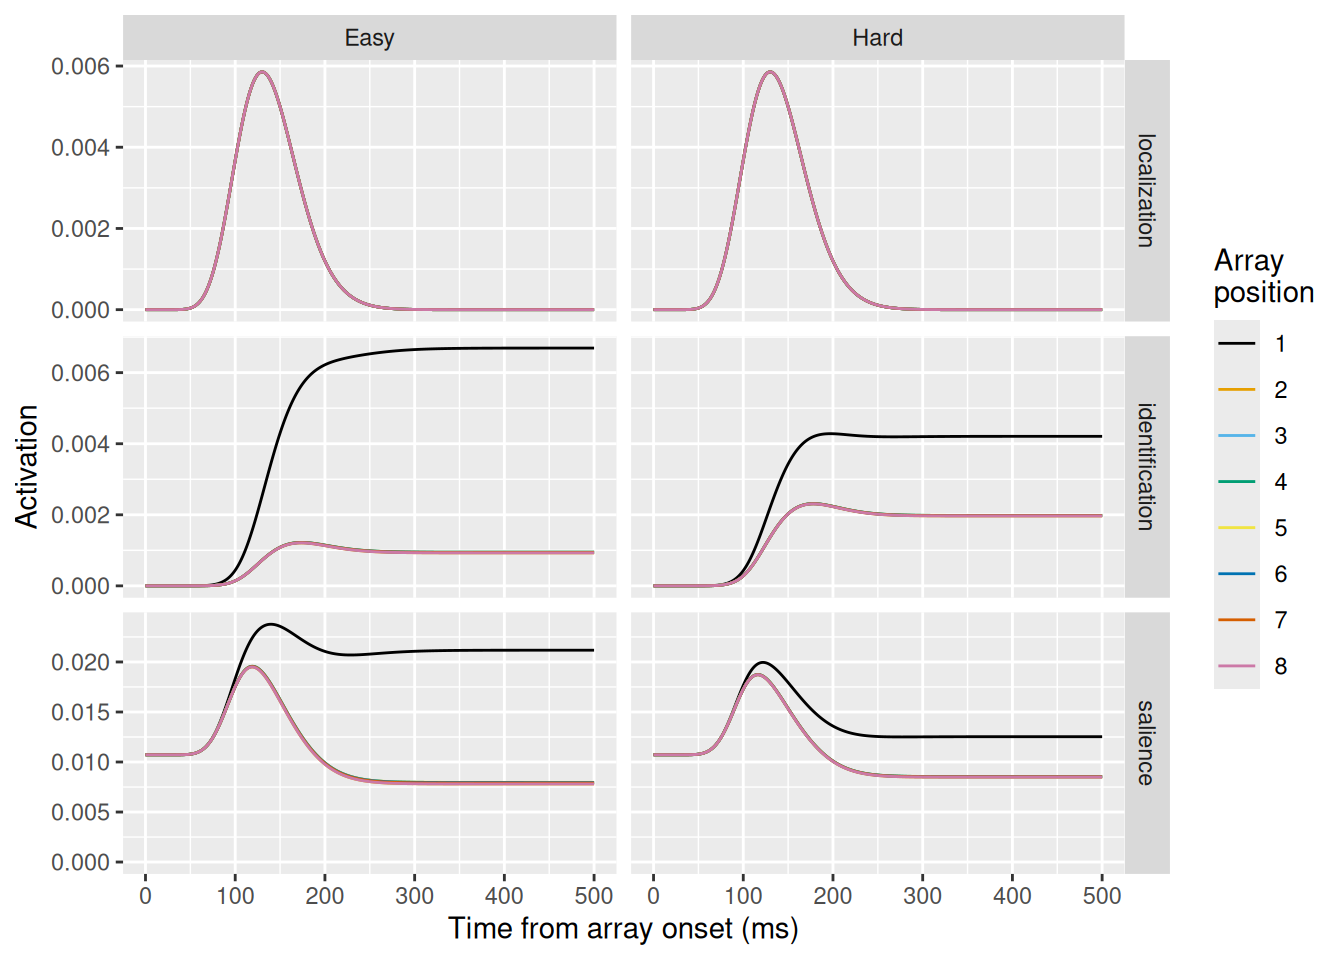 Easy
Hard
0.006
0.004
0.002
0.000
localization
0.006
0.004
0.002
0.000
identification
0.020
0.015
0.010
0.005
0.000
salience
0 100 200 300 400 500
0 100 200 300 400 500
Time from array onset (ms)
Activation
Array
position
1
2
3
4
5
6
7
8